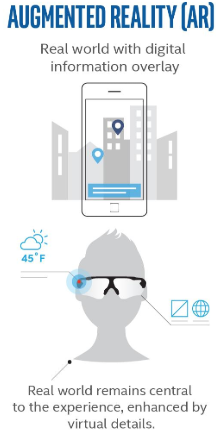 AUGMENTED REALITY (AR)
Real world with digital
information overlay
45°F
Real world remains central
to the experience, enhanced by
virtual details.